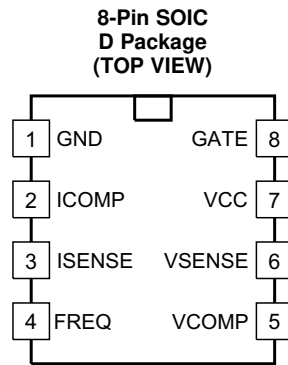 8-Pin SOIC
D Package
(TOP VIEW)
1 GND GATE 8
2 ICOMP VCC 7
3 ISENSE VSENSE 6
4 FREQ VCOMP 5